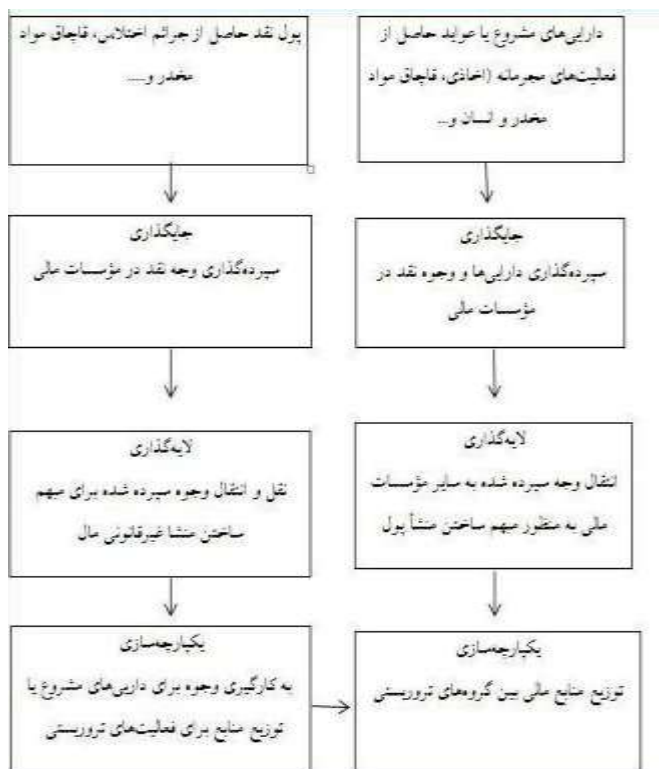 دارایی‌های مشروع یا عواید حاصل از
فعالیت‌های مجرمانه (اخاذی، قاچاق مواد
مخدر و انسان و...
جایگذاری
سپرده‌گذاری دارایی‌ها و وجوه نقد در
مؤسسات مالی
لایه‌گذاری
انتقال وجه سپرده شده به سایر مؤسسات
مالی به منظور مبهم ساختن منشأ پول
یکپارچه‌سازی
توزیع منابع مالی بین گروه‌های تروریستی
پول نقد حاصل از جرائم اختلاس، قاچاق مواد
مخدر و....
جایگذاری
سپرده‌گذاری وجه نقد در مؤسسات مالی
لایه‌گذاری
نقل و انتقال وجوه سپرده شده برای مبهم
ساختن منشا غیرقانونی مال
یکپارچه‌سازی
به کارگیری وجوه برای داریی‌های مشروع یا
توزیع منابع برای فعالیت‌های تروریستی